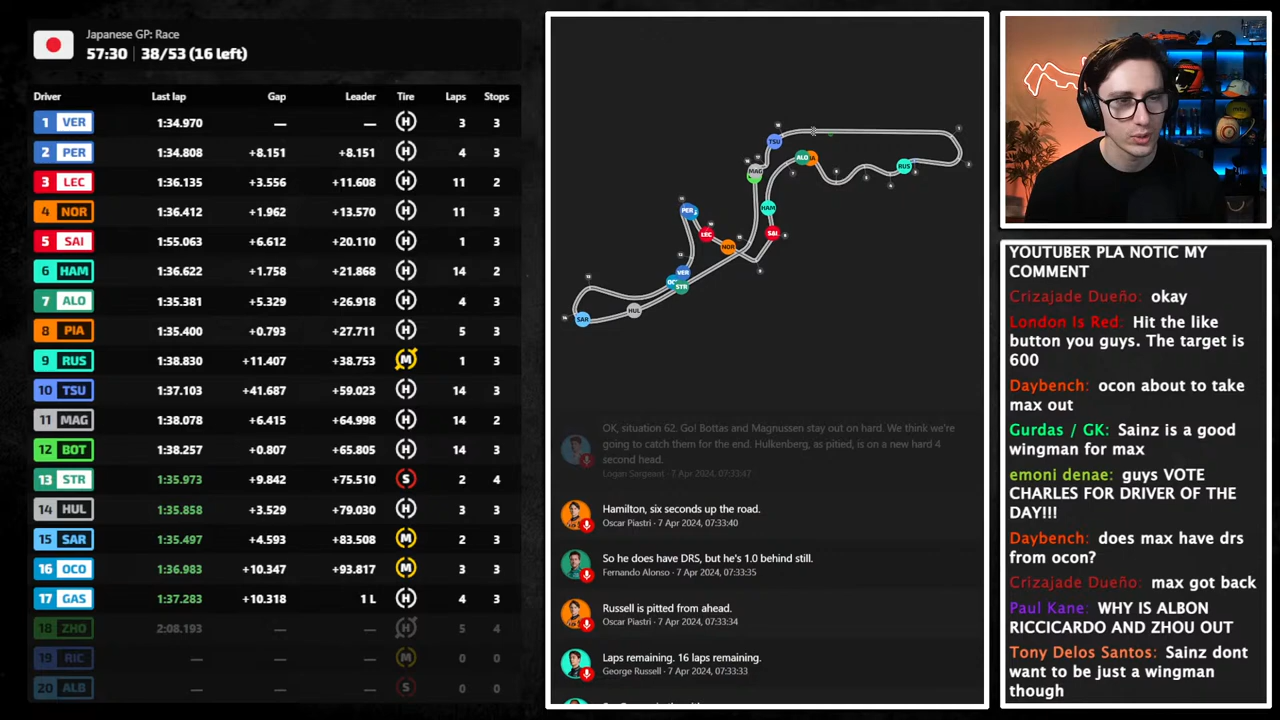 Japanese GP: Race
57:30 | 38/53 (16 left)
Driver Last lap Gap Leader Tire Laps Stops
1 VER 1:34.970 — — H 3 3
2 PER 1:34.808 +8.151 +8.151 H 4 3
3 LEC 1:36.135 +3.556 +11.608 H 11 2
4 NOR 1:36.412 +1.962 +13.570 H 11 3
5 SAI 1:55.063 +6.612 +20.110 H 1 3
6 HAM 1:36.622 +1.758 +21.868 H 14 2
7 ALO 1:35.381 +5.329 +26.918 H 4 3
8 PIA 1:35.400 +0.793 +27.711 H 5 3
9 RUS 1:38.830 +11.407 +38.753 M 1 3
10 TSU 1:37.103 +41.687 +59.023 H 14 3
11 MAG 1:38.078 +6.415 +64.998 H 14 2
12 BOT +0.807 +65.805 H 14 3
13 STR 1:35.973 +9.842 +75.510 S 2 4
14 HUL 1:35.858 +3.529 +79.030 H 3 3
15 SAR 1:35.497 +4.593 +83.508 M 2 3
16 OCO 1:36.983 +10.347 +93.817 M 3 3
17 GAS 1:37.283 +10.318 1 L H 4 3
18 ZHO 2:08.193 — — H 5 4
19 RIC — — — M 0 0
20 ALB — — — S 0 0
TSU
ALO
RUS
MAG
HAM
PER
LEC
SAI
NOR
VER
STR
HUL
SAR
OK, situation 62. Go! Bottas and Magnussen stay out on hard. We think we're
going to catch them for the end. Hulkenberg, as pitied, is on a new hard 4
second head.
Logan Sargeant · 7 Apr 2024, 07:33:47
Hamilton, six seconds up the road.
Oscar Piastri · 7 Apr 2024, 07:33:40
So he does have DRS, but he's 1.0 behind still.
Fernando Alonso · 7 Apr 2024, 07:33:35
Russell is pitted from ahead.
Oscar Piastri · 7 Apr 2024, 07:33:34
Laps remaining. 16 laps remaining.
George Russell · 7 Apr 2024, 07:33:33
YOUTUBER PLA NOTIC MY
COMMENT
Crizajade Dueño: okay
London Is Red: Hit the like
button you guys. The target is
600
Daybench: ocon about to take
max out
Gurdas / GK: Sainz is a good
wingman for max
emoni denae: guys VOTE
CHARLES FOR DRIVER OF THE
DAY!!!
Daybench: does max have drs
from ocon?
Crizajade Dueño: max got back
Paul Kane: WHY IS ALBON
RICCICARDO AND ZHOU OUT
Tony Delos Santos: Sainz dont
want to be just a wingman
though